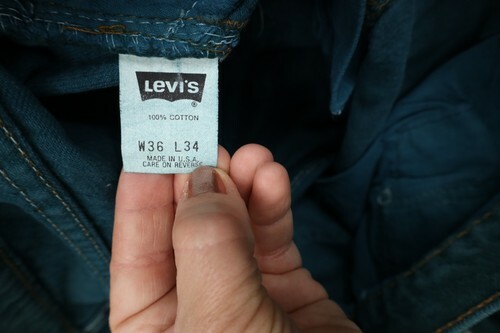 LEVI'S
®
100% COTTON
W36 L34
MADE IN U.S.A.
CARE ON REVERSE